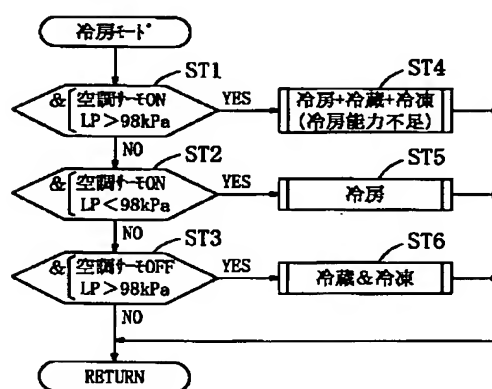 冷房モード
ST1
& 空調サーモON
LP>98kPa
YES
ST4
冷房+冷蔵+冷凍
(冷房能力不足)
NO
ST2
& 空調サーモON
LP<98kPa
YES
ST5
冷房
NO
ST3
& 空調サーモOFF
LP>98kPa
YES
ST6
冷蔵&冷凍
NO
RETURN